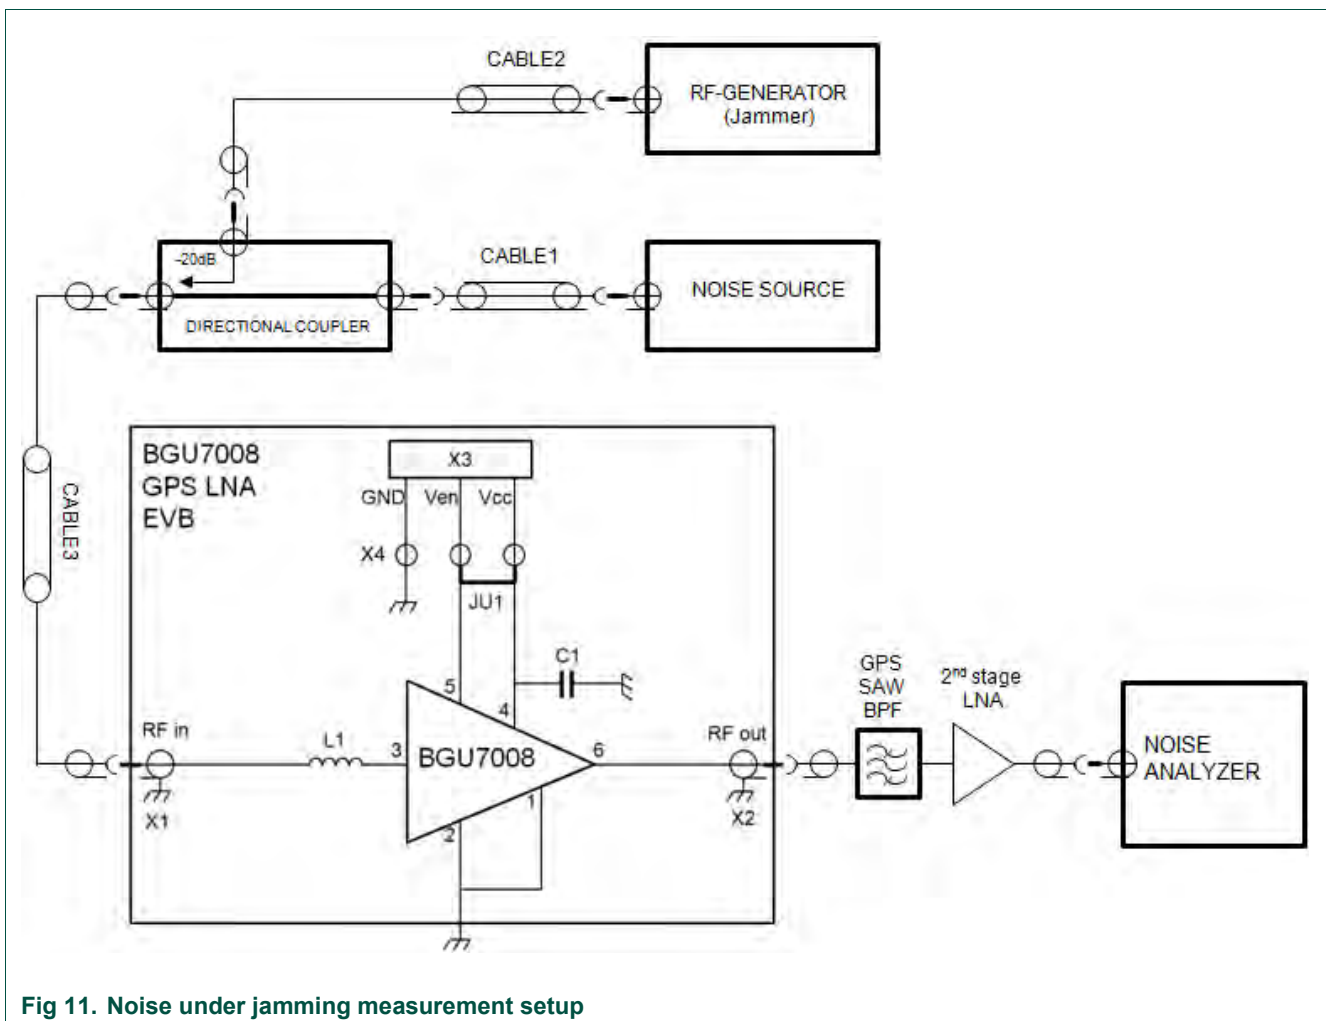 CABLE2
RF-GENERATOR
(Jammer)
-20dB
CABLE1
NOISE SOURCE
DIRECTIONAL COUPLER
BGU7008
GPS LNA
EVB
X3
GND Ven Vcc
CABLE3
X4
JU1
C1
5
4
GPS
SAW
BPF
2nd stage
LNA
RF in
L1
3
BGU7008
6
RF out
NOISE
ANALYZER
1
X1
2
X2
Fig 11. Noise under jamming measurement setup